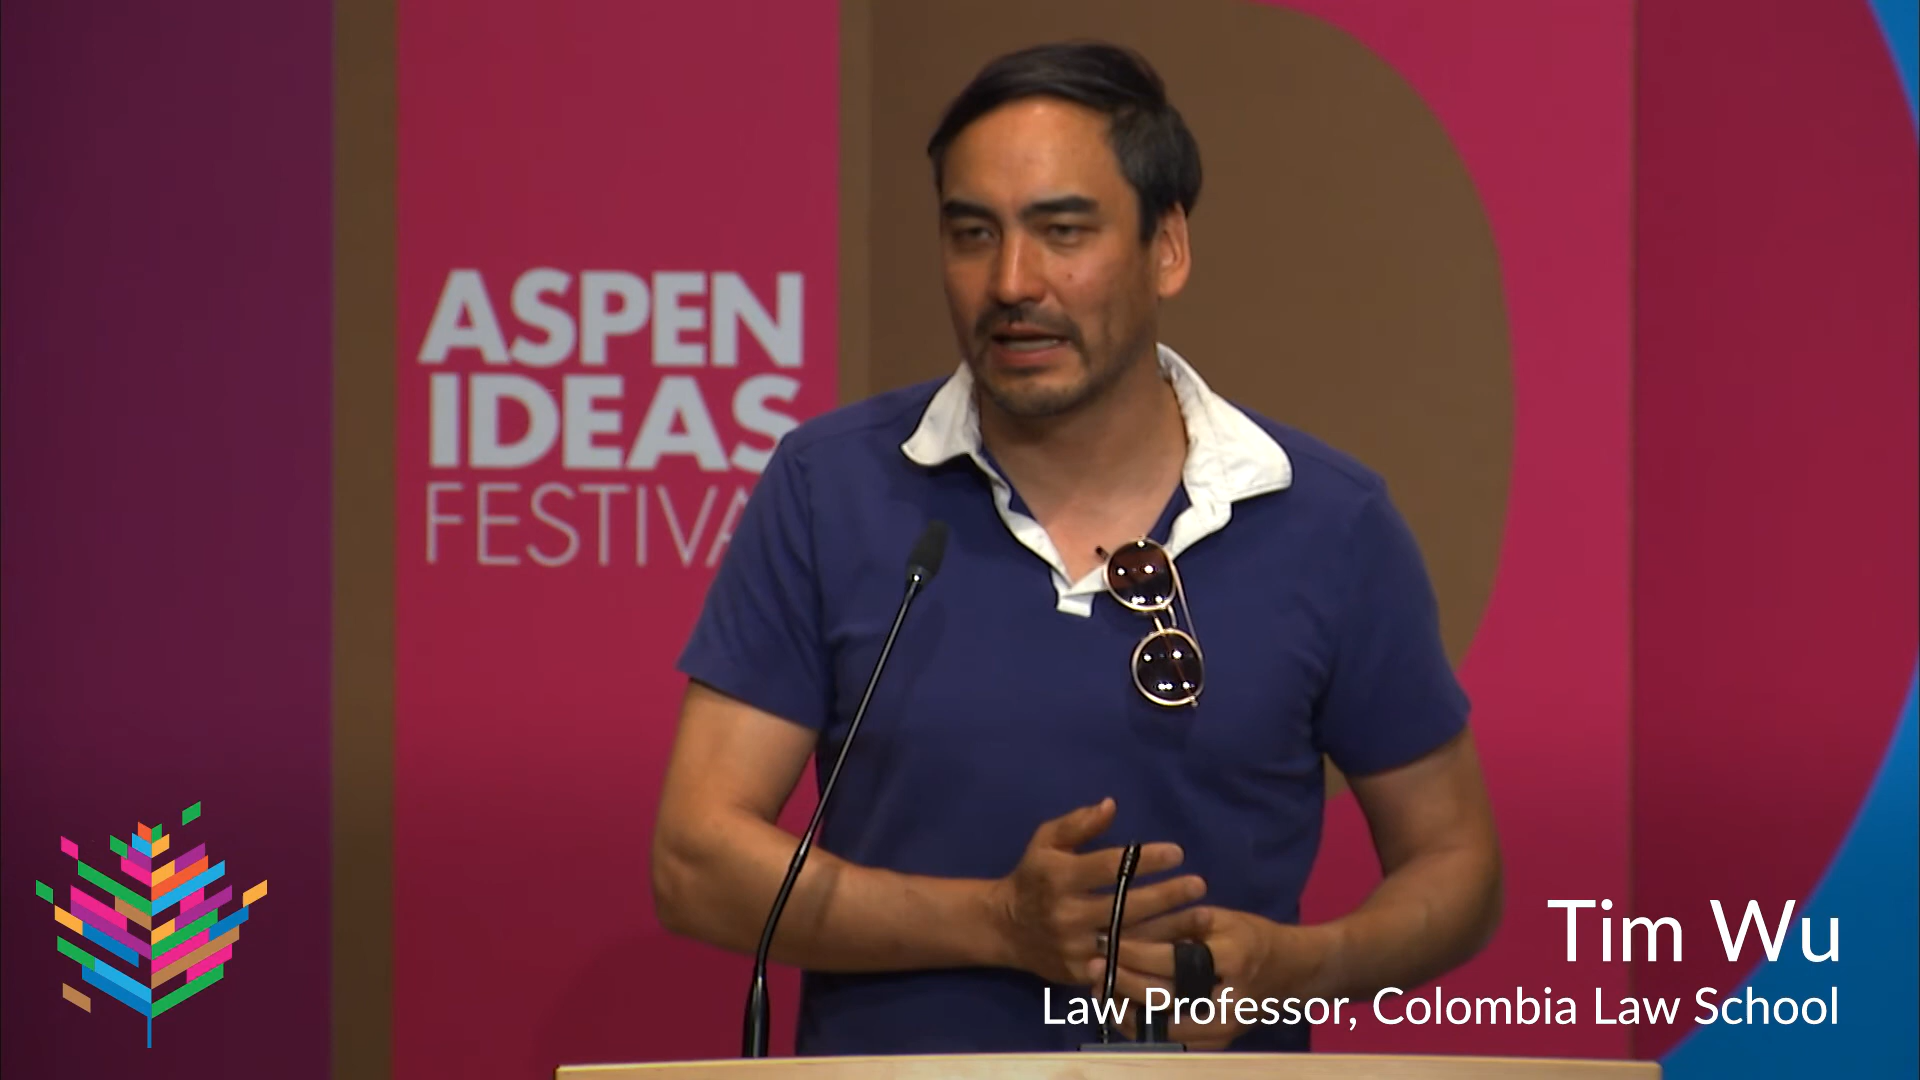 ASPEN
IDEAS
FESTIVA
Tim Wu
Law Professor, Colombia Law School